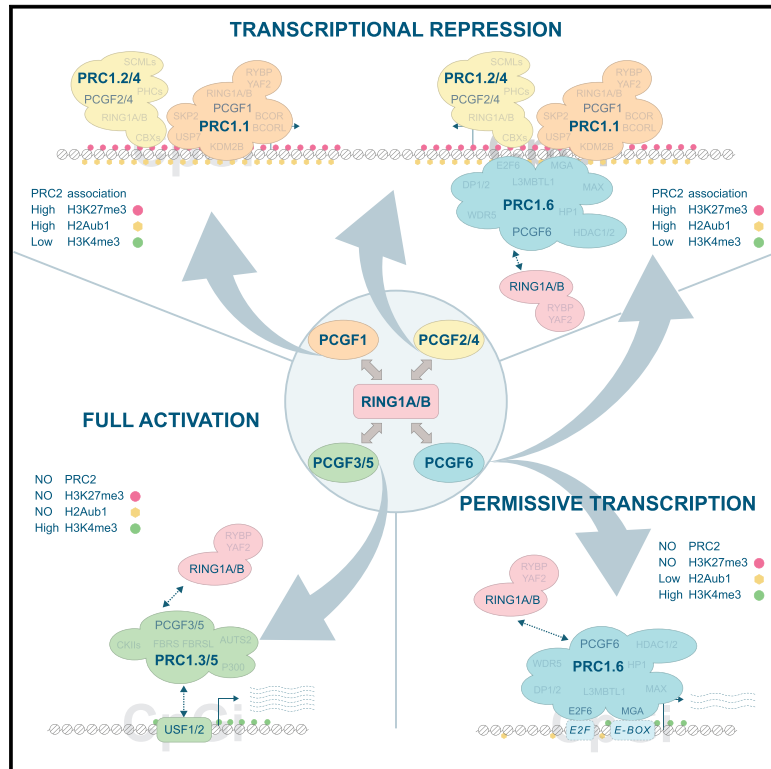 TRANSCRIPTIONAL REPRESSION
SCMLs
PRC1.2/4
PHCs
PCGF2/4
RING1A/B
CBXs
RYBP
YAF2
RING1A/B
PCGF1
SKP2
BCOR
BCORL
PRC1.1
USP7
KDM2B
CpGi
PRC2 association
High H3K27me3
High H2Aub1
Low H3K4me3
SCMLs
PRC1.2/4
PHCs
PCGF2/4
RING1A/B
CBXs
RYBP
YAF2
RING1A/B
PCGF1
SKP2
BCOR
BCORL
PRC1.1
USP7
KDM2B
E2F6
MGA
DP1/2
L3MBTL1
MAX
PRC1.6
WDR5
HP1
PCGF6
HDAC1/2
RING1A/B
RYBP
YAF2
PRC2 association
High H3K27me3
High H2Aub1
Low H3K4me3
PCGF1
PCGF2/4
RING1A/B
PCGF3/5
PCGF6
FULL ACTIVATION
NO PRC2
NO H3K27me3
NO H2Aub1
High H3K4me3
RYBP
YAF2
RING1A/B
PCGF3/5
CKIIs
FBRS
FBRSL
AUTS2
PRC1.3/5
P300
CpGi
USF1/2
PERMISSIVE TRANSCRIPTION
NO PRC2
NO H3K27me3
Low H2Aub1
High H3K4me3
RYBP
YAF2
RING1A/B
PCGF6
HDAC1/2
WDR5
PRC1.6
HP1
DP1/2
L3MBTL1
MAX
E2F6
MGA
E2F
E-BOX